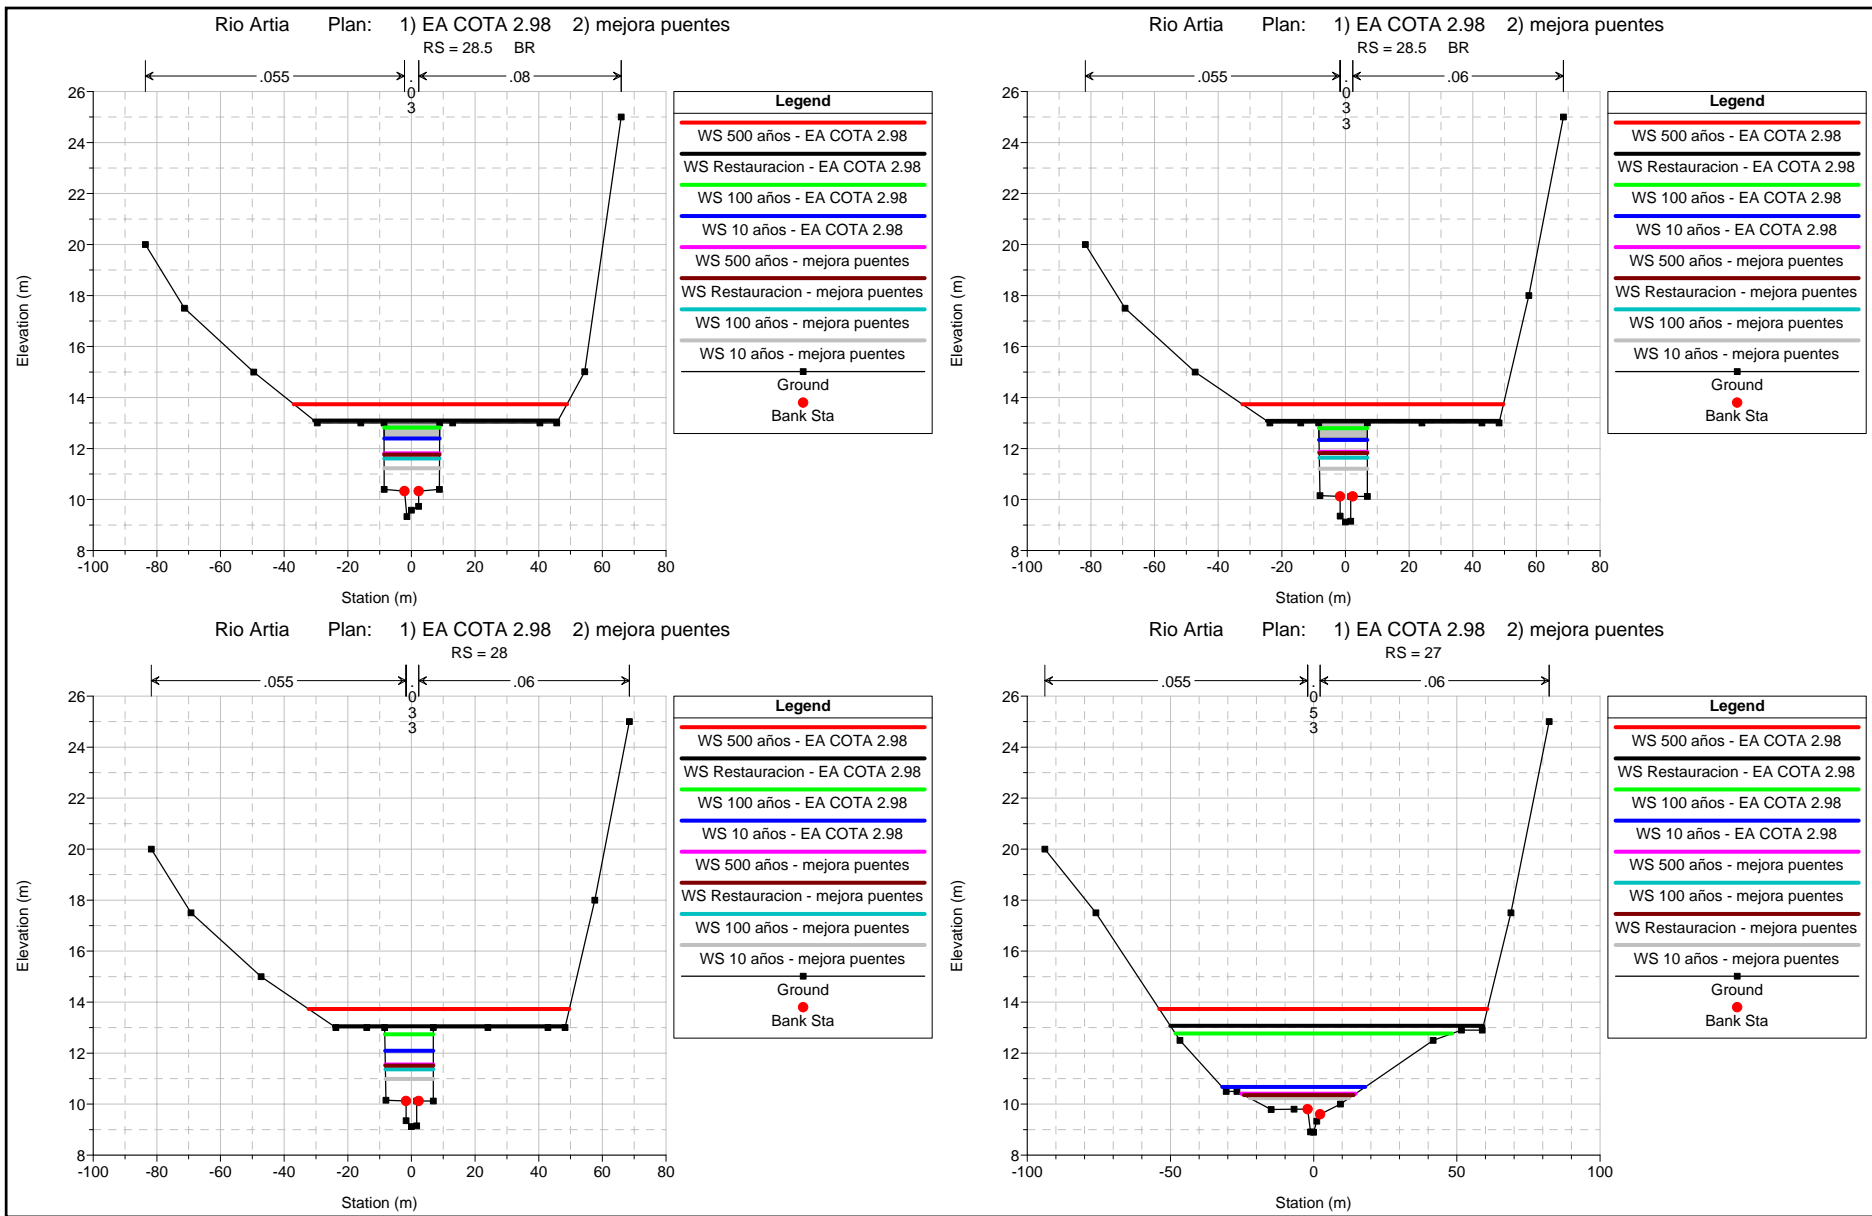 Rio Artia Plan: 1) EA COTA 2.98 2) mejora puentes
RS = 28.5 BR
.055
.03
.08
26
24
22
20
18
16
14
12
10
8
-100 -80 -60 -40 -20 0 20 40 60 80
Elevation (m)
Station (m)
Legend
WS 500 años - EA COTA 2.98
WS Restauracion - EA COTA 2.98
WS 100 años - EA COTA 2.98
WS 10 años - EA COTA 2.98
WS 500 años - mejora puentes
WS Restauracion - mejora puentes
WS 100 años - mejora puentes
WS 10 años - mejora puentes
Ground
Bank Sta
Rio Artia Plan: 1) EA COTA 2.98 2) mejora puentes
RS = 28.5 BR
.055
.033
.06
26
24
22
20
18
16
14
12
10
8
-100 -80 -60 -40 -20 0 20 40 60 80
Elevation (m)
Station (m)
Legend
WS 500 años - EA COTA 2.98
WS Restauracion - EA COTA 2.98
WS 100 años - EA COTA 2.98
WS 10 años - EA COTA 2.98
WS 500 años - mejora puentes
WS Restauracion - mejora puentes
WS 100 años - mejora puentes
WS 10 años - mejora puentes
Ground
Bank Sta
Rio Artia Plan: 1) EA COTA 2.98 2) mejora puentes
RS = 28
.055
.033
.06
26
24
22
20
18
16
14
12
10
8
-100 -80 -60 -40 -20 0 20 40 60 80
Elevation (m)
Station (m)
Legend
WS 500 años - EA COTA 2.98
WS Restauracion - EA COTA 2.98
WS 100 años - EA COTA 2.98
WS 10 años - EA COTA 2.98
WS 500 años - mejora puentes
WS Restauracion - mejora puentes
WS 100 años - mejora puentes
WS 10 años - mejora puentes
Ground
Bank Sta
Rio Artia Plan: 1) EA COTA 2.98 2) mejora puentes
RS = 27
.055
.053
.06
26
24
22
20
18
16
14
12
10
8
-100 -50 0 50 100
Elevation (m)
Station (m)
Legend
WS 500 años - EA COTA 2.98
WS Restauracion - EA COTA 2.98
WS 100 años - EA COTA 2.98
WS 10 años - EA COTA 2.98
WS 500 años - mejora puentes
WS 100 años - mejora puentes
WS Restauracion - mejora puentes
WS 10 años - mejora puentes
Ground
Bank Sta